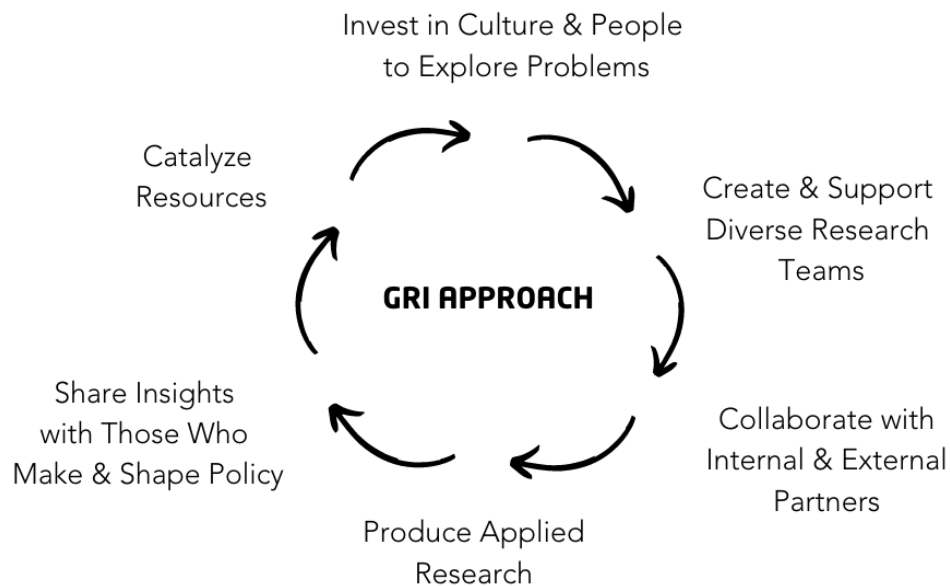 Invest in Culture & People
to Explore Problems
Create & Support
Diverse Research
Teams
Collaborate with
Internal & External
Partners
Produce Applied
Research
Share Insights
with Those Who
Make & Shape Policy
Catalyze
Resources
GRI APPROACH